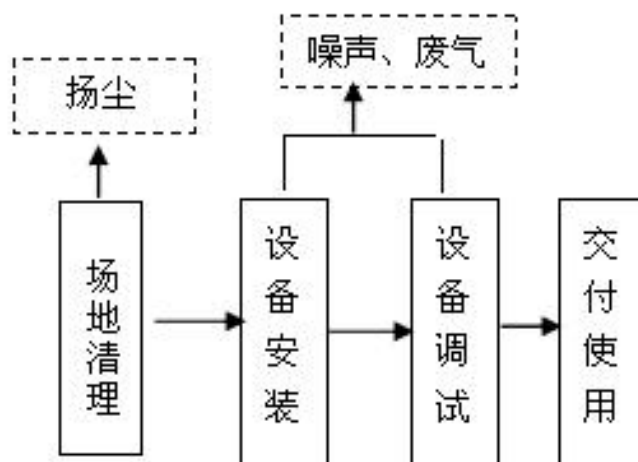 噪声、废气
扬尘
场地清理
设备安装
设备调试
交付使用